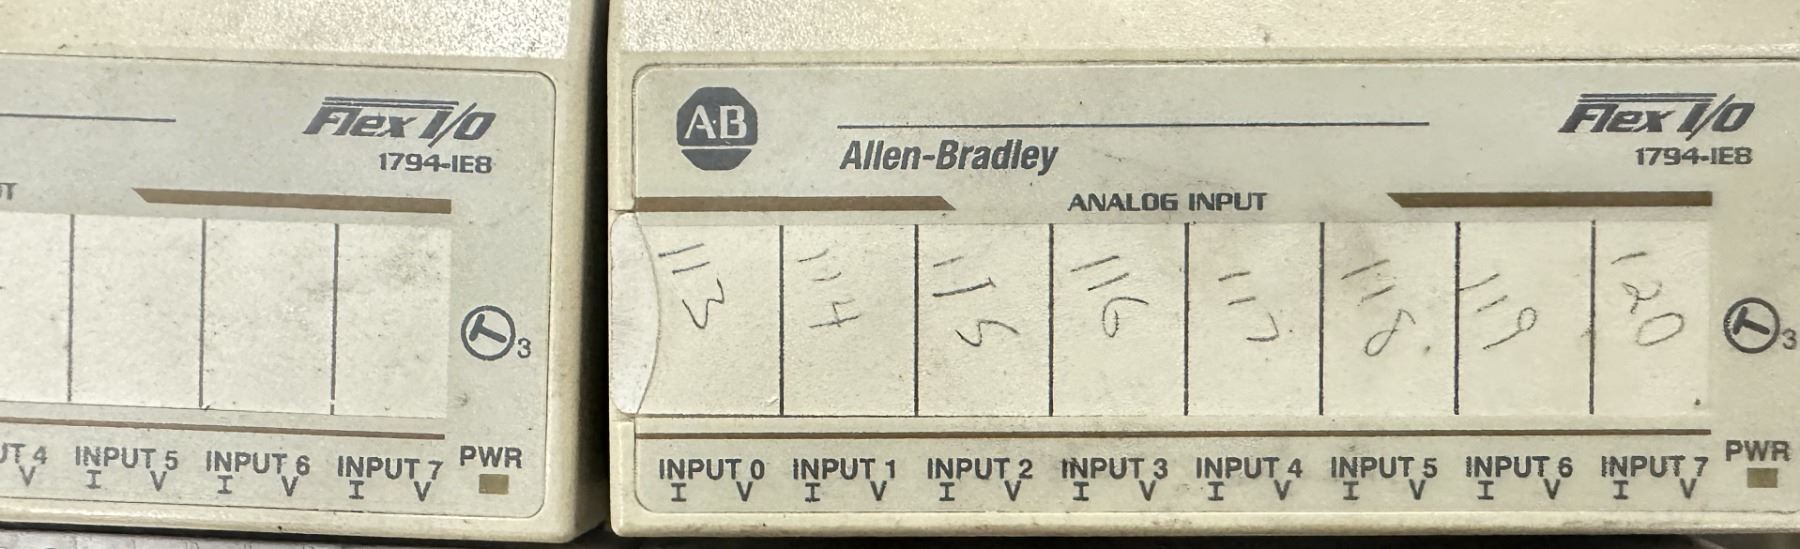 Flex I/O
1794-IE8
INPUT 5
I V
INPUT 6
I V
INPUT 7
I V
PWR
3
AB
Allen-Bradley
Flex I/O
1794-IE8
ANALOG INPUT
113 114 115 116 117 118 119 120
3
INPUT 0 INPUT 1 INPUT 2 INPUT 3 INPUT 4 INPUT 5 INPUT 6 INPUT 7
I V I V I V I V I V I V I V I V
PWR